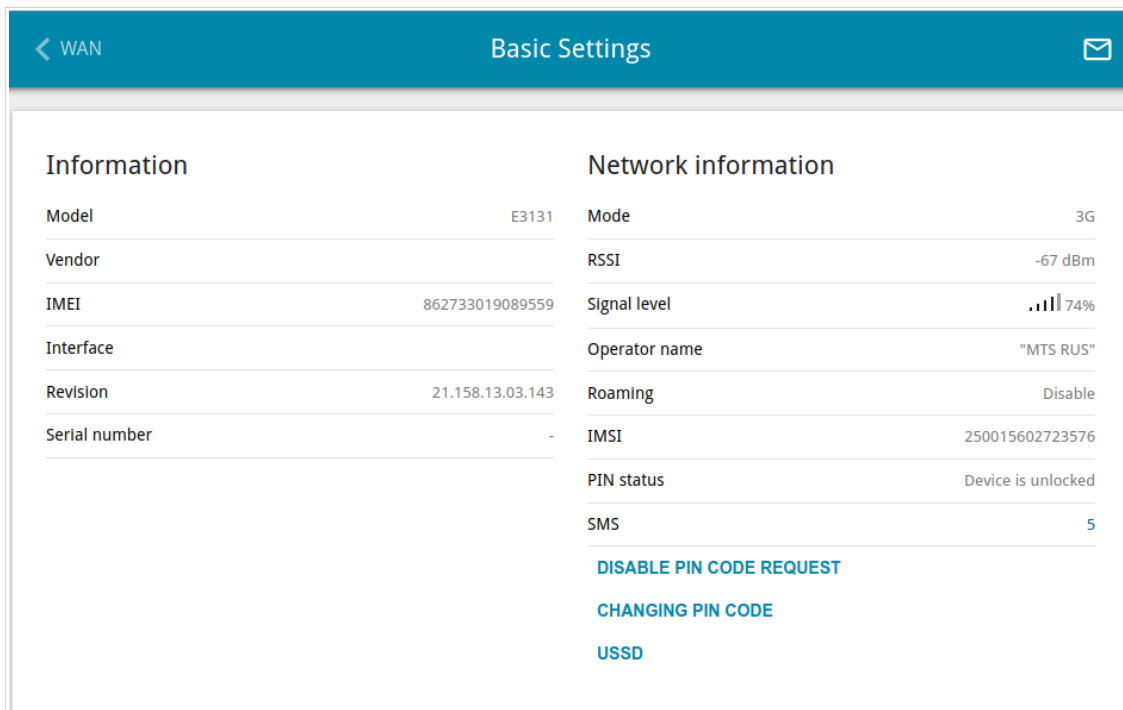 WAN
Basic Settings
Information
Model E3131
Vendor
IMEI 862733019089559
Interface
Revision 21.158.13.03.143
Serial number -
Network information
Mode 3G
RSSI -67 dBm
Signal level 74%
Operator name "MTS RUS"
Roaming Disable
IMSI 250015602723576
PIN status Device is unlocked
SMS 5
DISABLE PIN CODE REQUEST
CHANGING PIN CODE
USSD